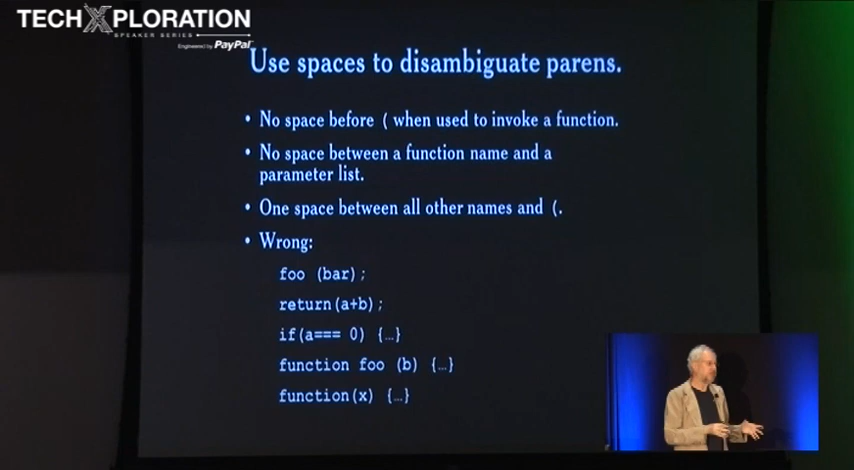 TECHXPLORATION
SPEAKER SERIES
Engineered by PayPal
Use spaces to disambiguate parens.
• No space before ( when used to invoke a function.
• No space between a function name and a
parameter list.
• One space between all other names and (.
• Wrong:
foo (bar);
return(a+b);
if(a=== 0) {…}
function foo (b) {…}
function(x) {…}